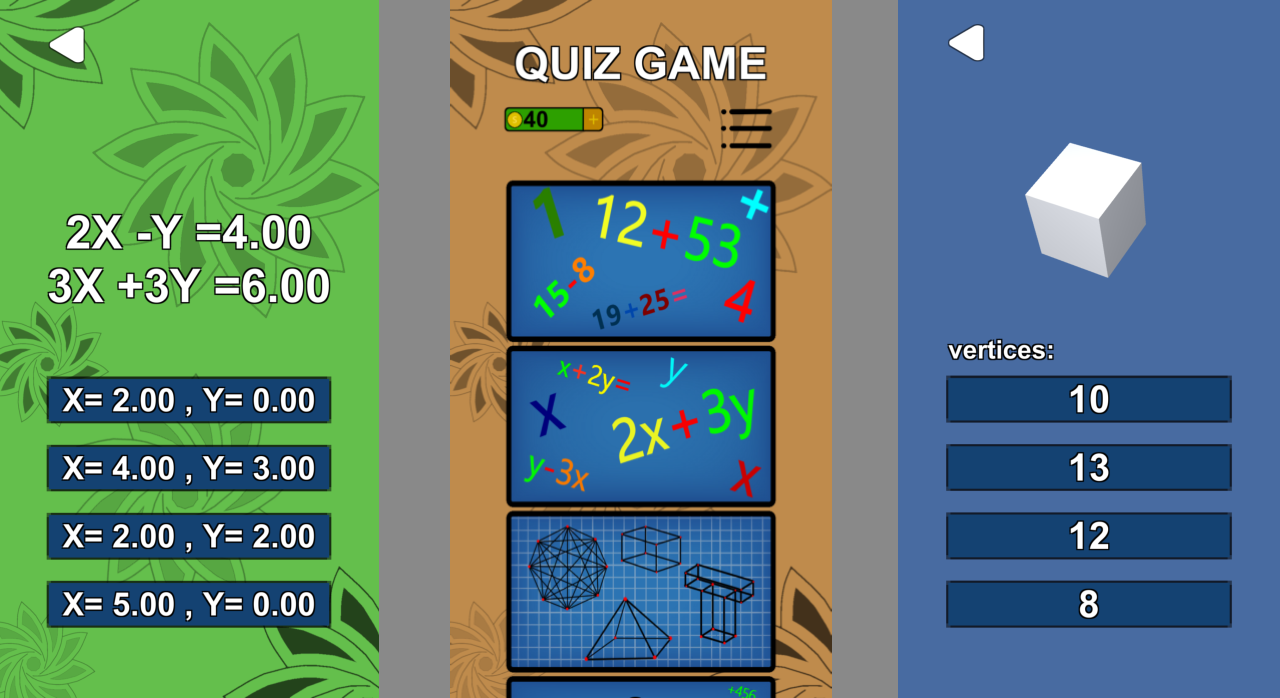 2X -Y =4.00
3X +3Y =6.00
X= 2.00 , Y= 0.00
X= 4.00 , Y= 3.00
X= 2.00 , Y= 2.00
X= 5.00 , Y= 0.00
QUIZ GAME
40
1
12+53
+
15-8
19+25=
4
x+2y=
y
x
2x+3y
y-3x
x
+456
vertices:
10
13
12
8